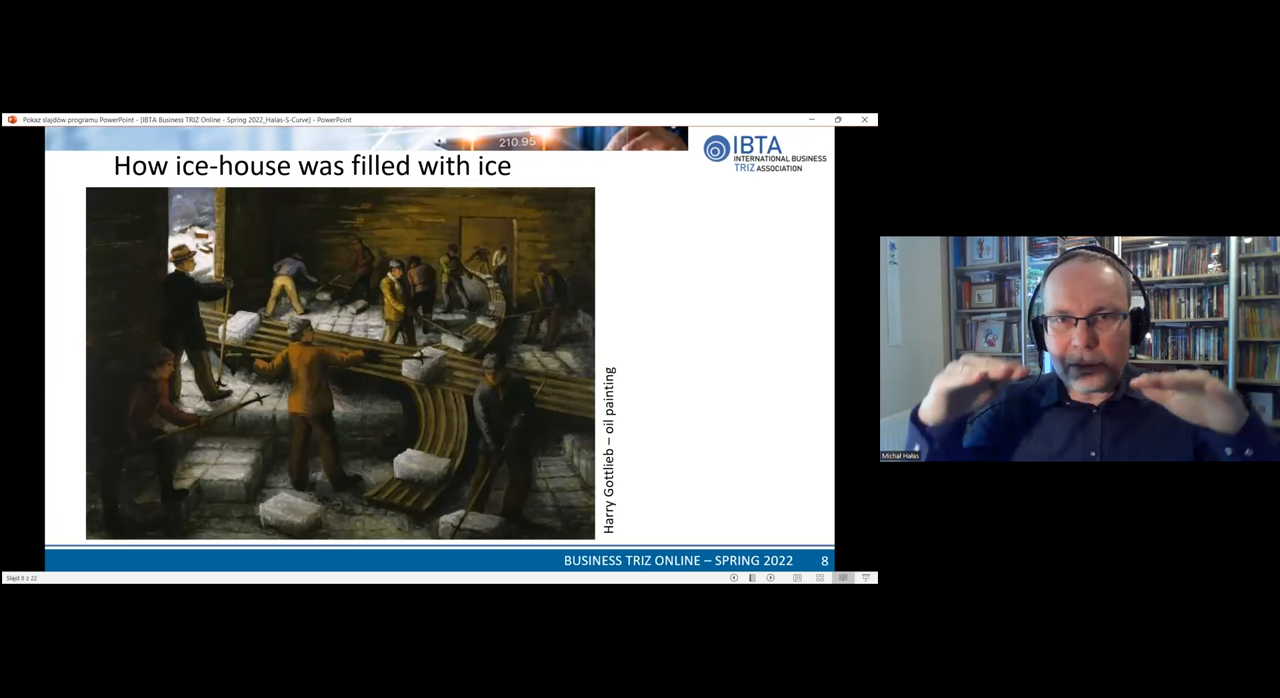 Pokaz slajdów programu PowerPoint - [IBTA Business TRIZ Online - Spring 2022_Halas-S-Curve] - PowerPoint
210.95
IBTA
INTERNATIONAL BUSINESS
TRIZ ASSOCIATION
How ice-house was filled with ice
Harry Gottlieb – oil painting
BUSINESS TRIZ ONLINE – SPRING 2022 8
Slajd 8 z 22
Michał Hałas